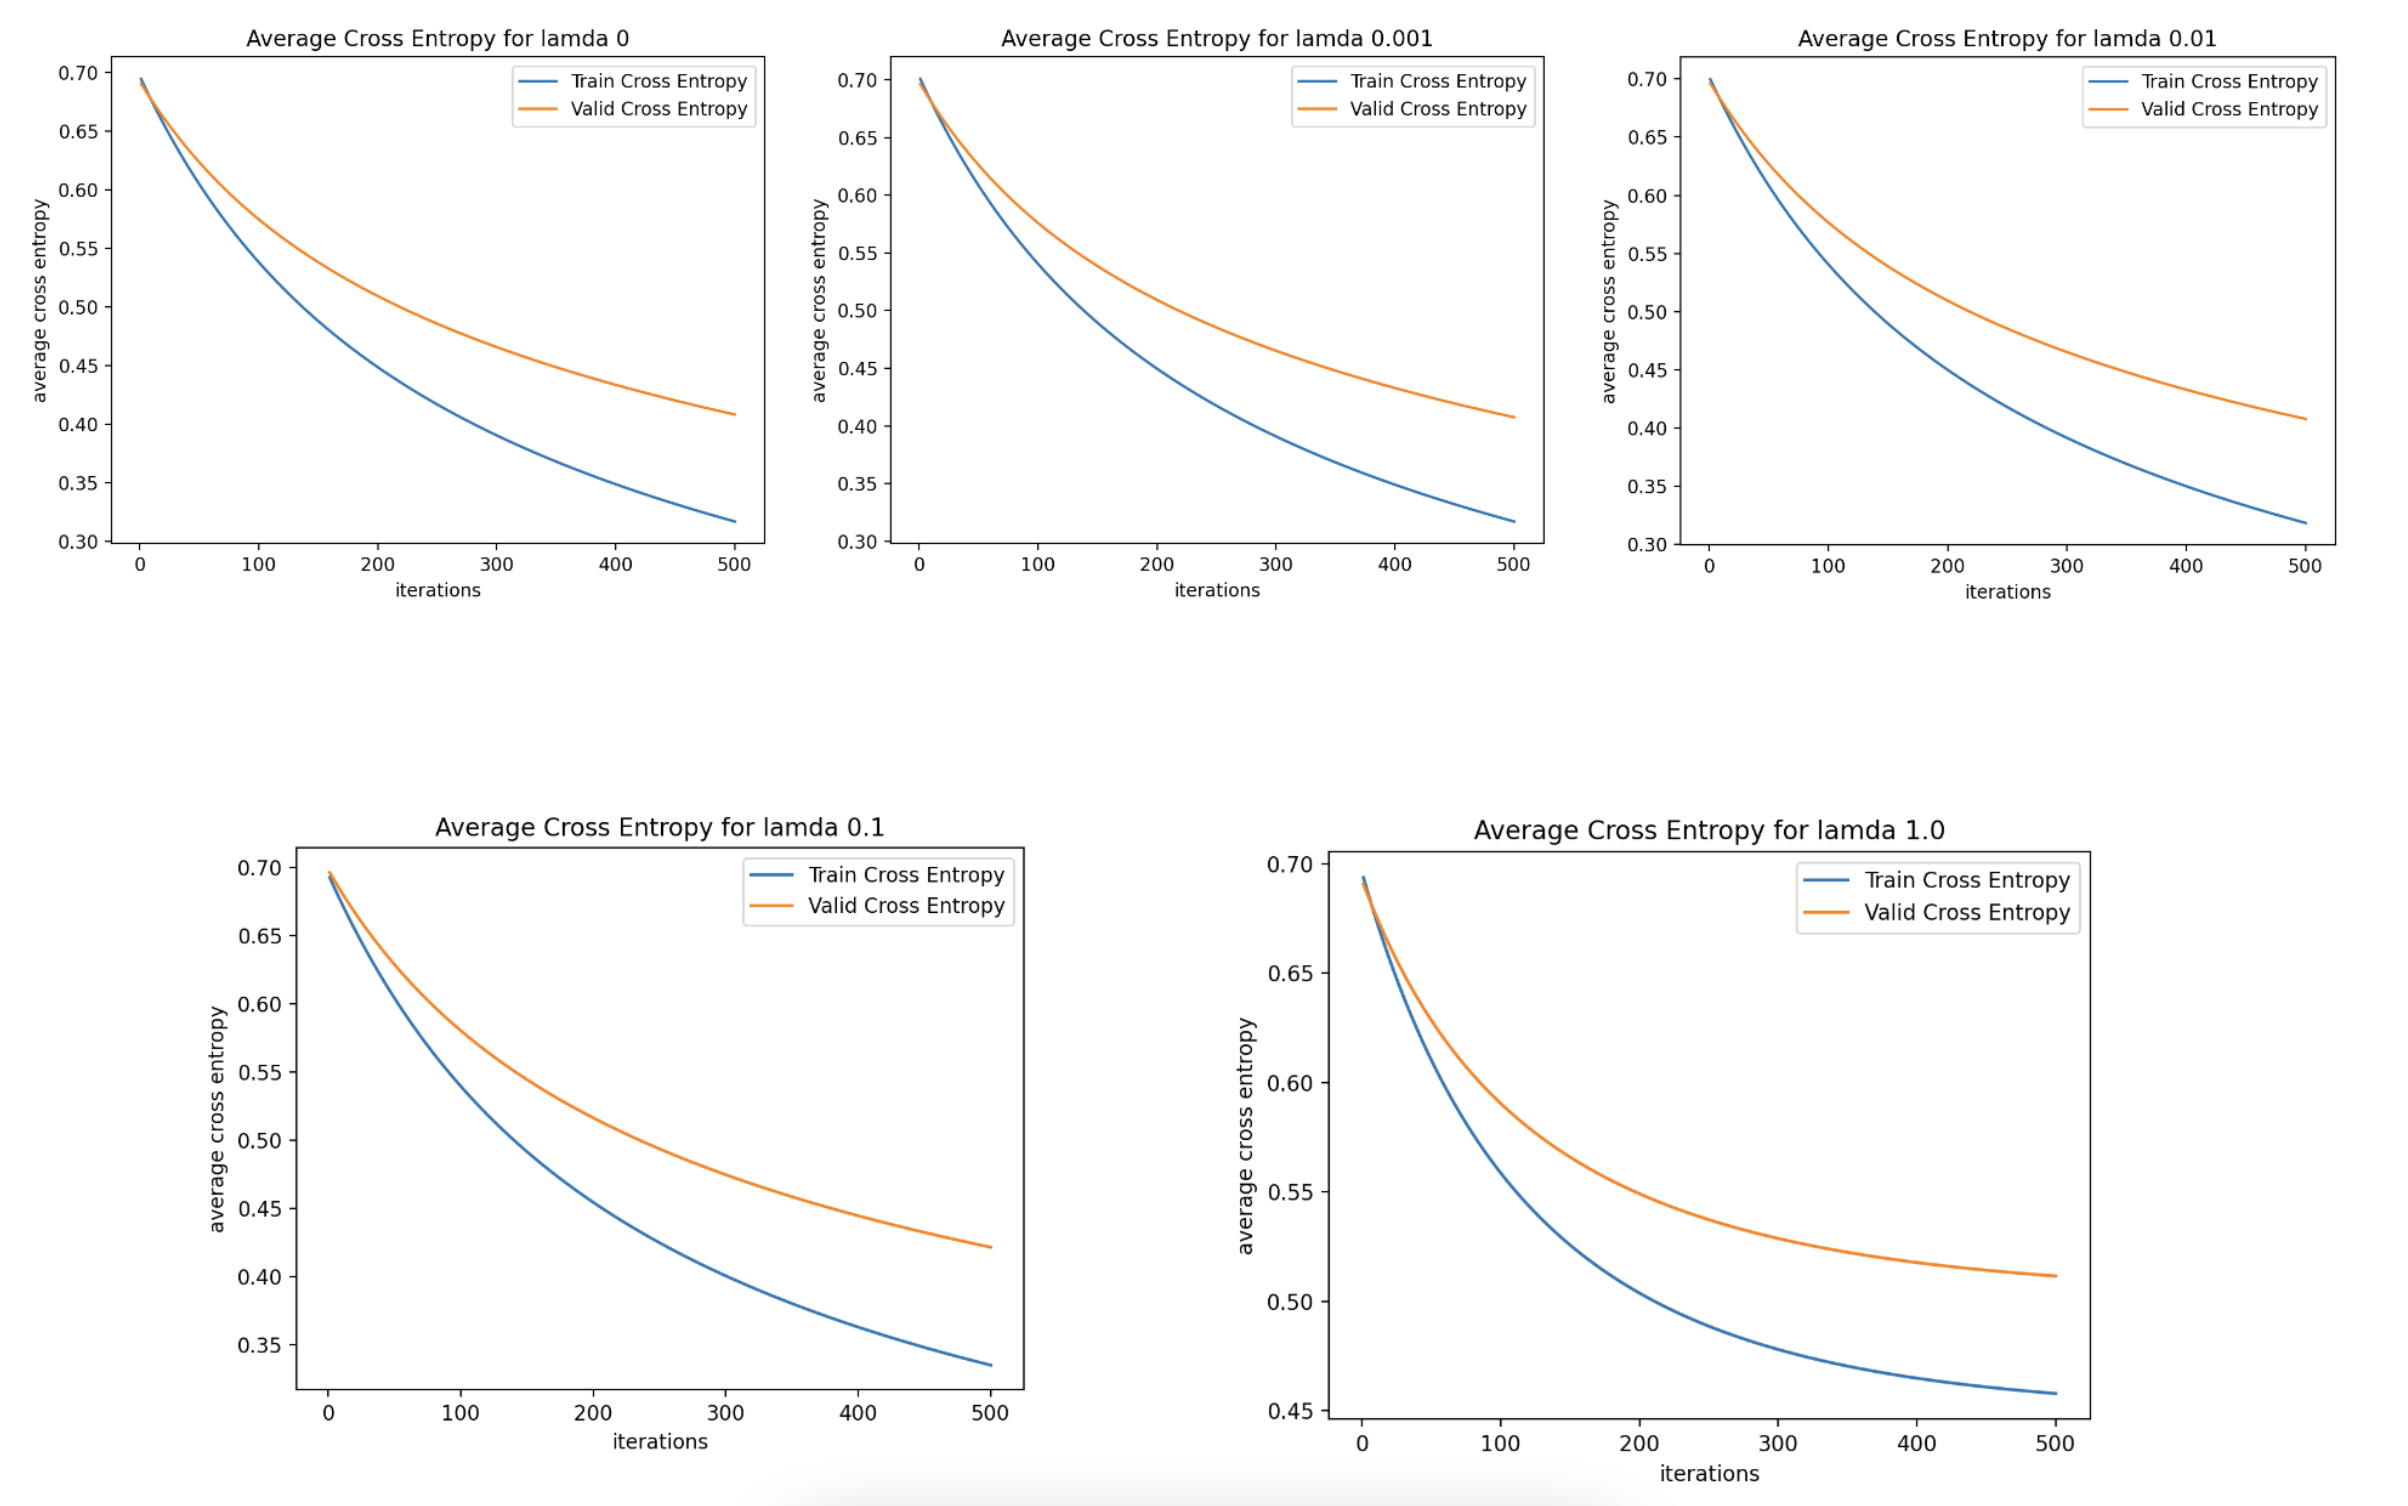 Average Cross Entropy for lamda 0
Train Cross Entropy
Valid Cross Entropy
average cross entropy
0.70
0.65
0.60
0.55
0.50
0.45
0.40
0.35
0.30
0 100 200 300 400 500
iterations
Average Cross Entropy for lamda 0.001
Train Cross Entropy
Valid Cross Entropy
average cross entropy
0.70
0.65
0.60
0.55
0.50
0.45
0.40
0.35
0.30
0 100 200 300 400 500
iterations
Average Cross Entropy for lamda 0.01
Train Cross Entropy
Valid Cross Entropy
average cross entropy
0.70
0.65
0.60
0.55
0.50
0.45
0.40
0.35
0.30
0 100 200 300 400 500
iterations
Average Cross Entropy for lamda 0.1
Train Cross Entropy
Valid Cross Entropy
average cross entropy
0.70
0.65
0.60
0.55
0.50
0.45
0.40
0.35
0 100 200 300 400 500
iterations
Average Cross Entropy for lamda 1.0
Train Cross Entropy
Valid Cross Entropy
average cross entropy
0.70
0.65
0.60
0.55
0.50
0.45
0 100 200 300 400 500
iterations